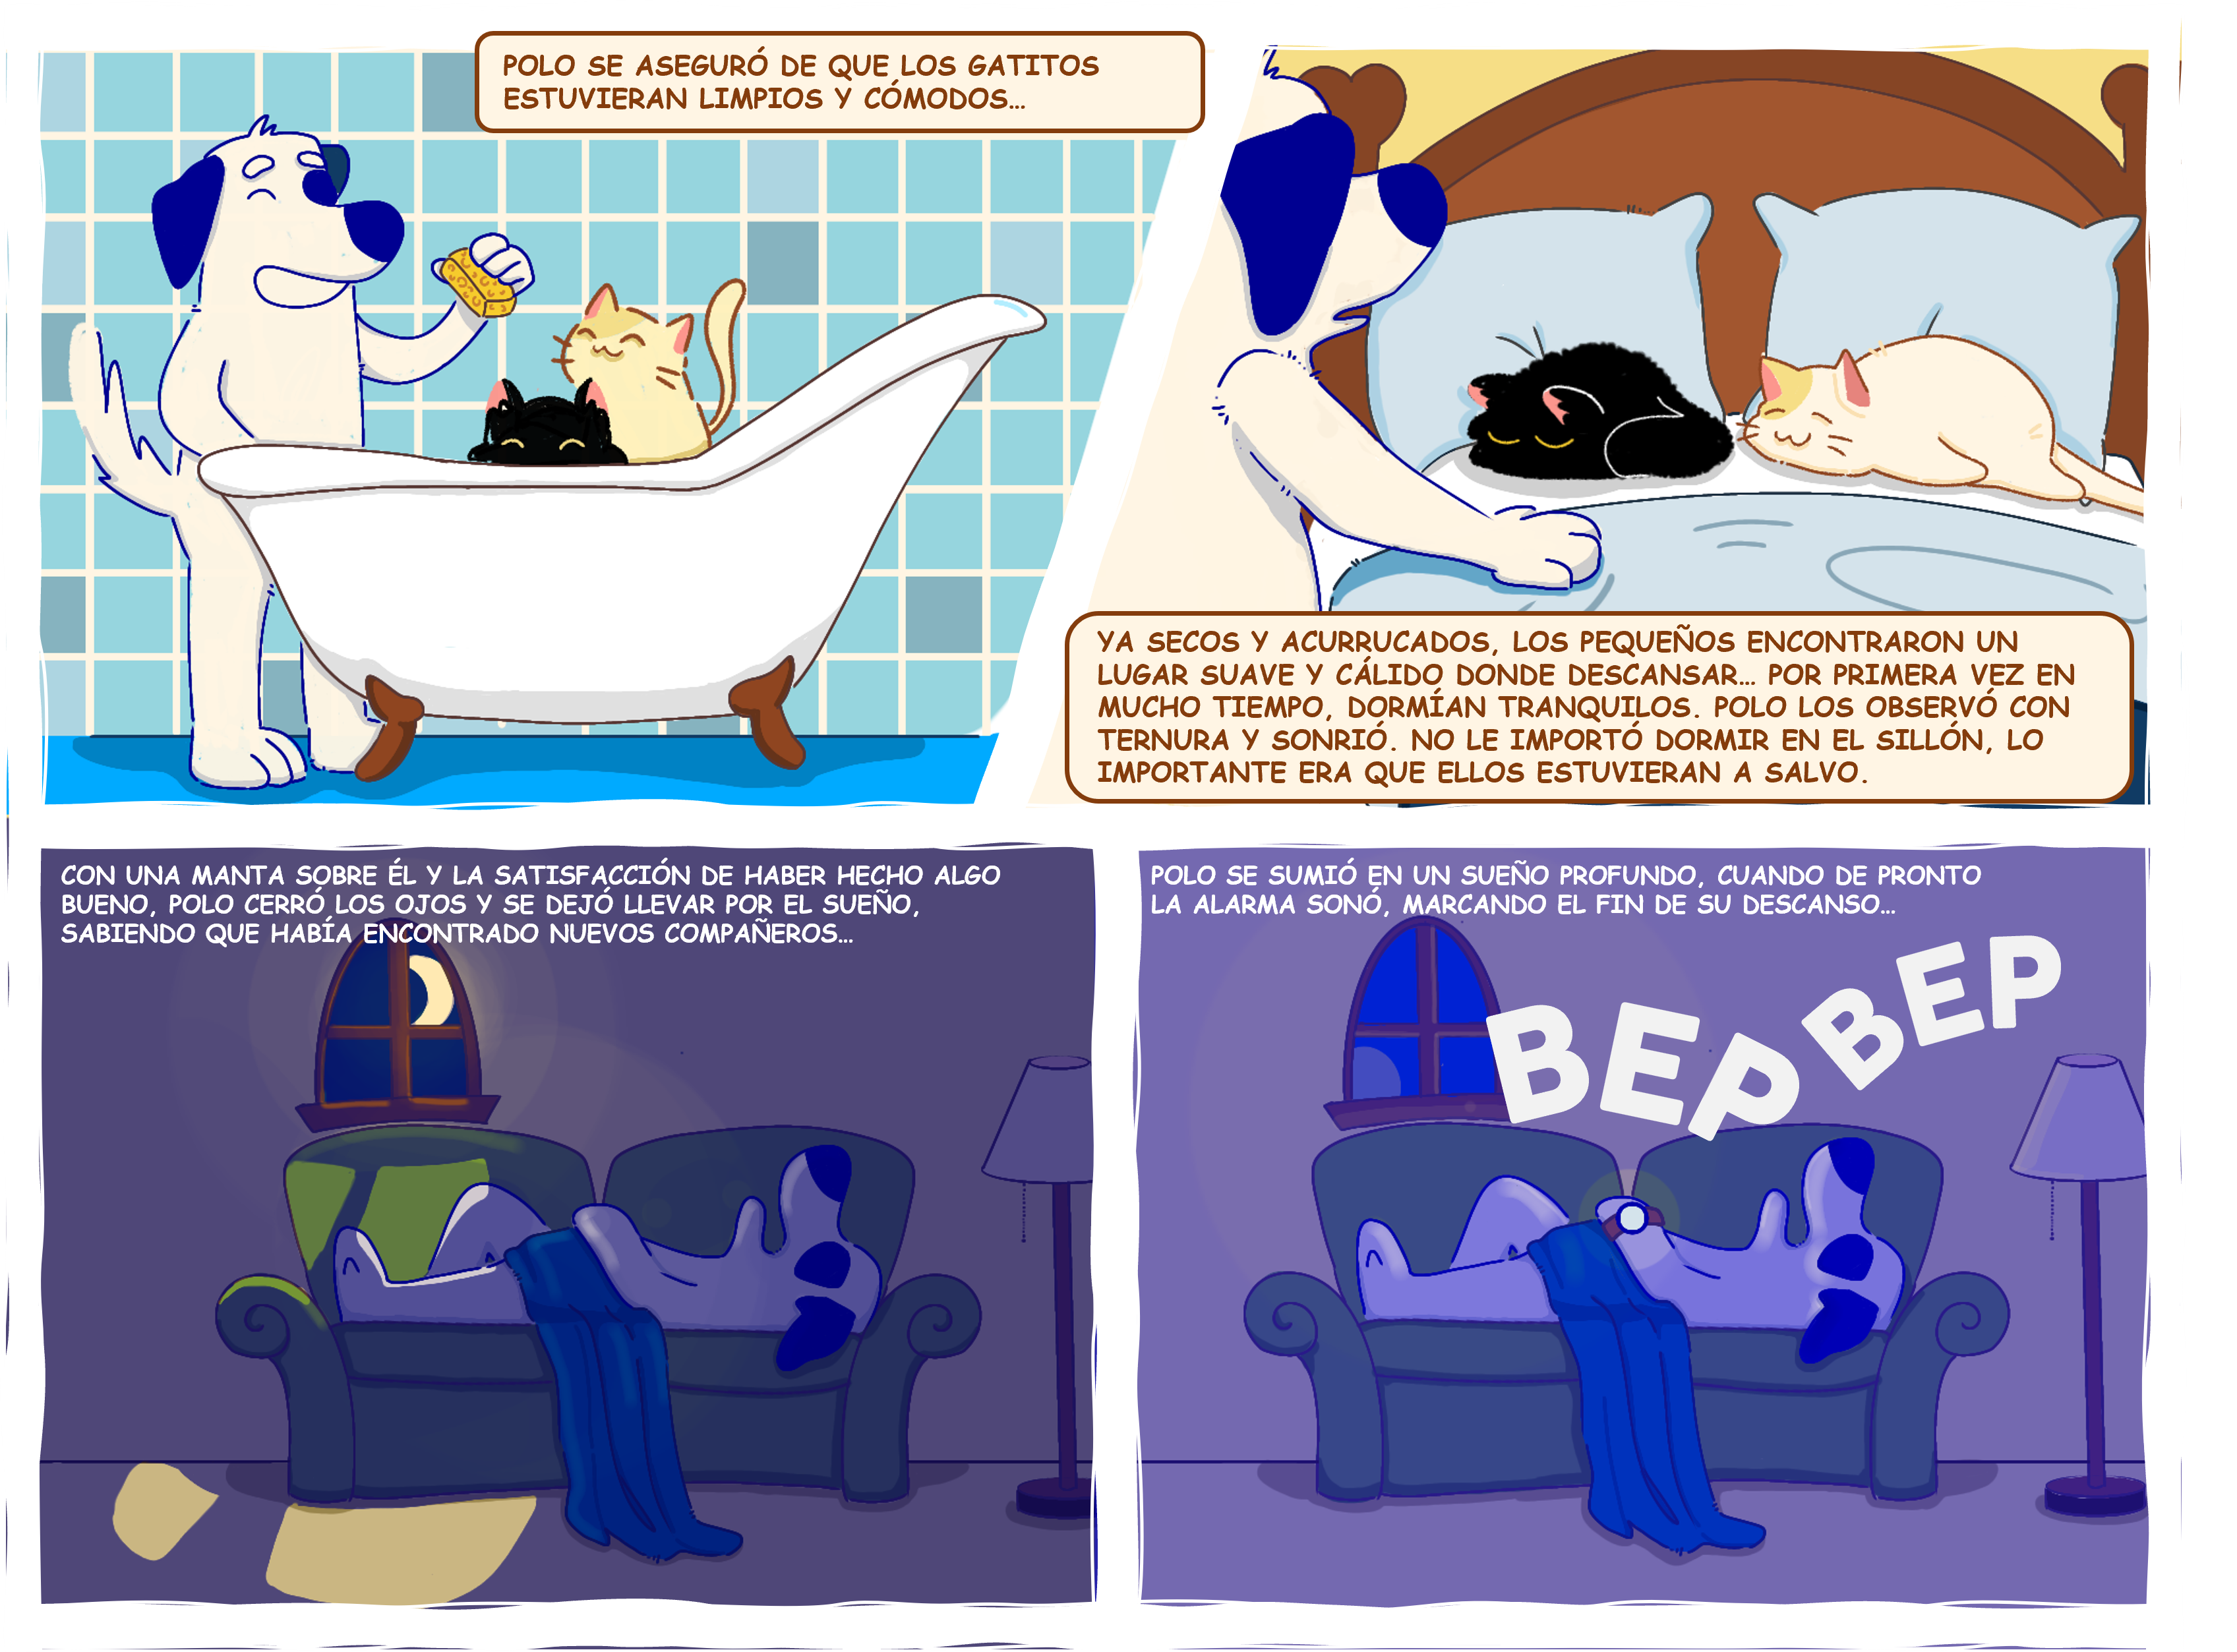 POLO SE ASEGURÓ DE QUE LOS GATITOS
ESTUVIERAN LIMPIOS Y CÓMODOS...
YA SECOS Y ACURRUCADOS, LOS PEQUEÑOS ENCONTRARON UN
LUGAR SUAVE Y CÁLIDO DONDE DESCANSAR... POR PRIMERA VEZ EN
MUCHO TIEMPO, DORMÍAN TRANQUILOS. POLO LOS OBSERVÓ CON
TERNURA Y SONRIÓ. NO LE IMPORTÓ DORMIR EN EL SILLÓN, LO
IMPORTANTE ERA QUE ELLOS ESTUVIERAN A SALVO.
CON UNA MANTA SOBRE ÉL Y LA SATISFACCIÓN DE HABER HECHO ALGO
BUENO, POLO CERRÓ LOS OJOS Y SE DEJÓ LLEVAR POR EL SUEÑO,
SABIENDO QUE HABÍA ENCONTRADO NUEVOS COMPAÑEROS...
POLO SE SUMIÓ EN UN SUEÑO PROFUNDO, CUANDO DE PRONTO
LA ALARMA SONÓ, MARCANDO EL FIN DE SU DESCANSO...
BEP BEP